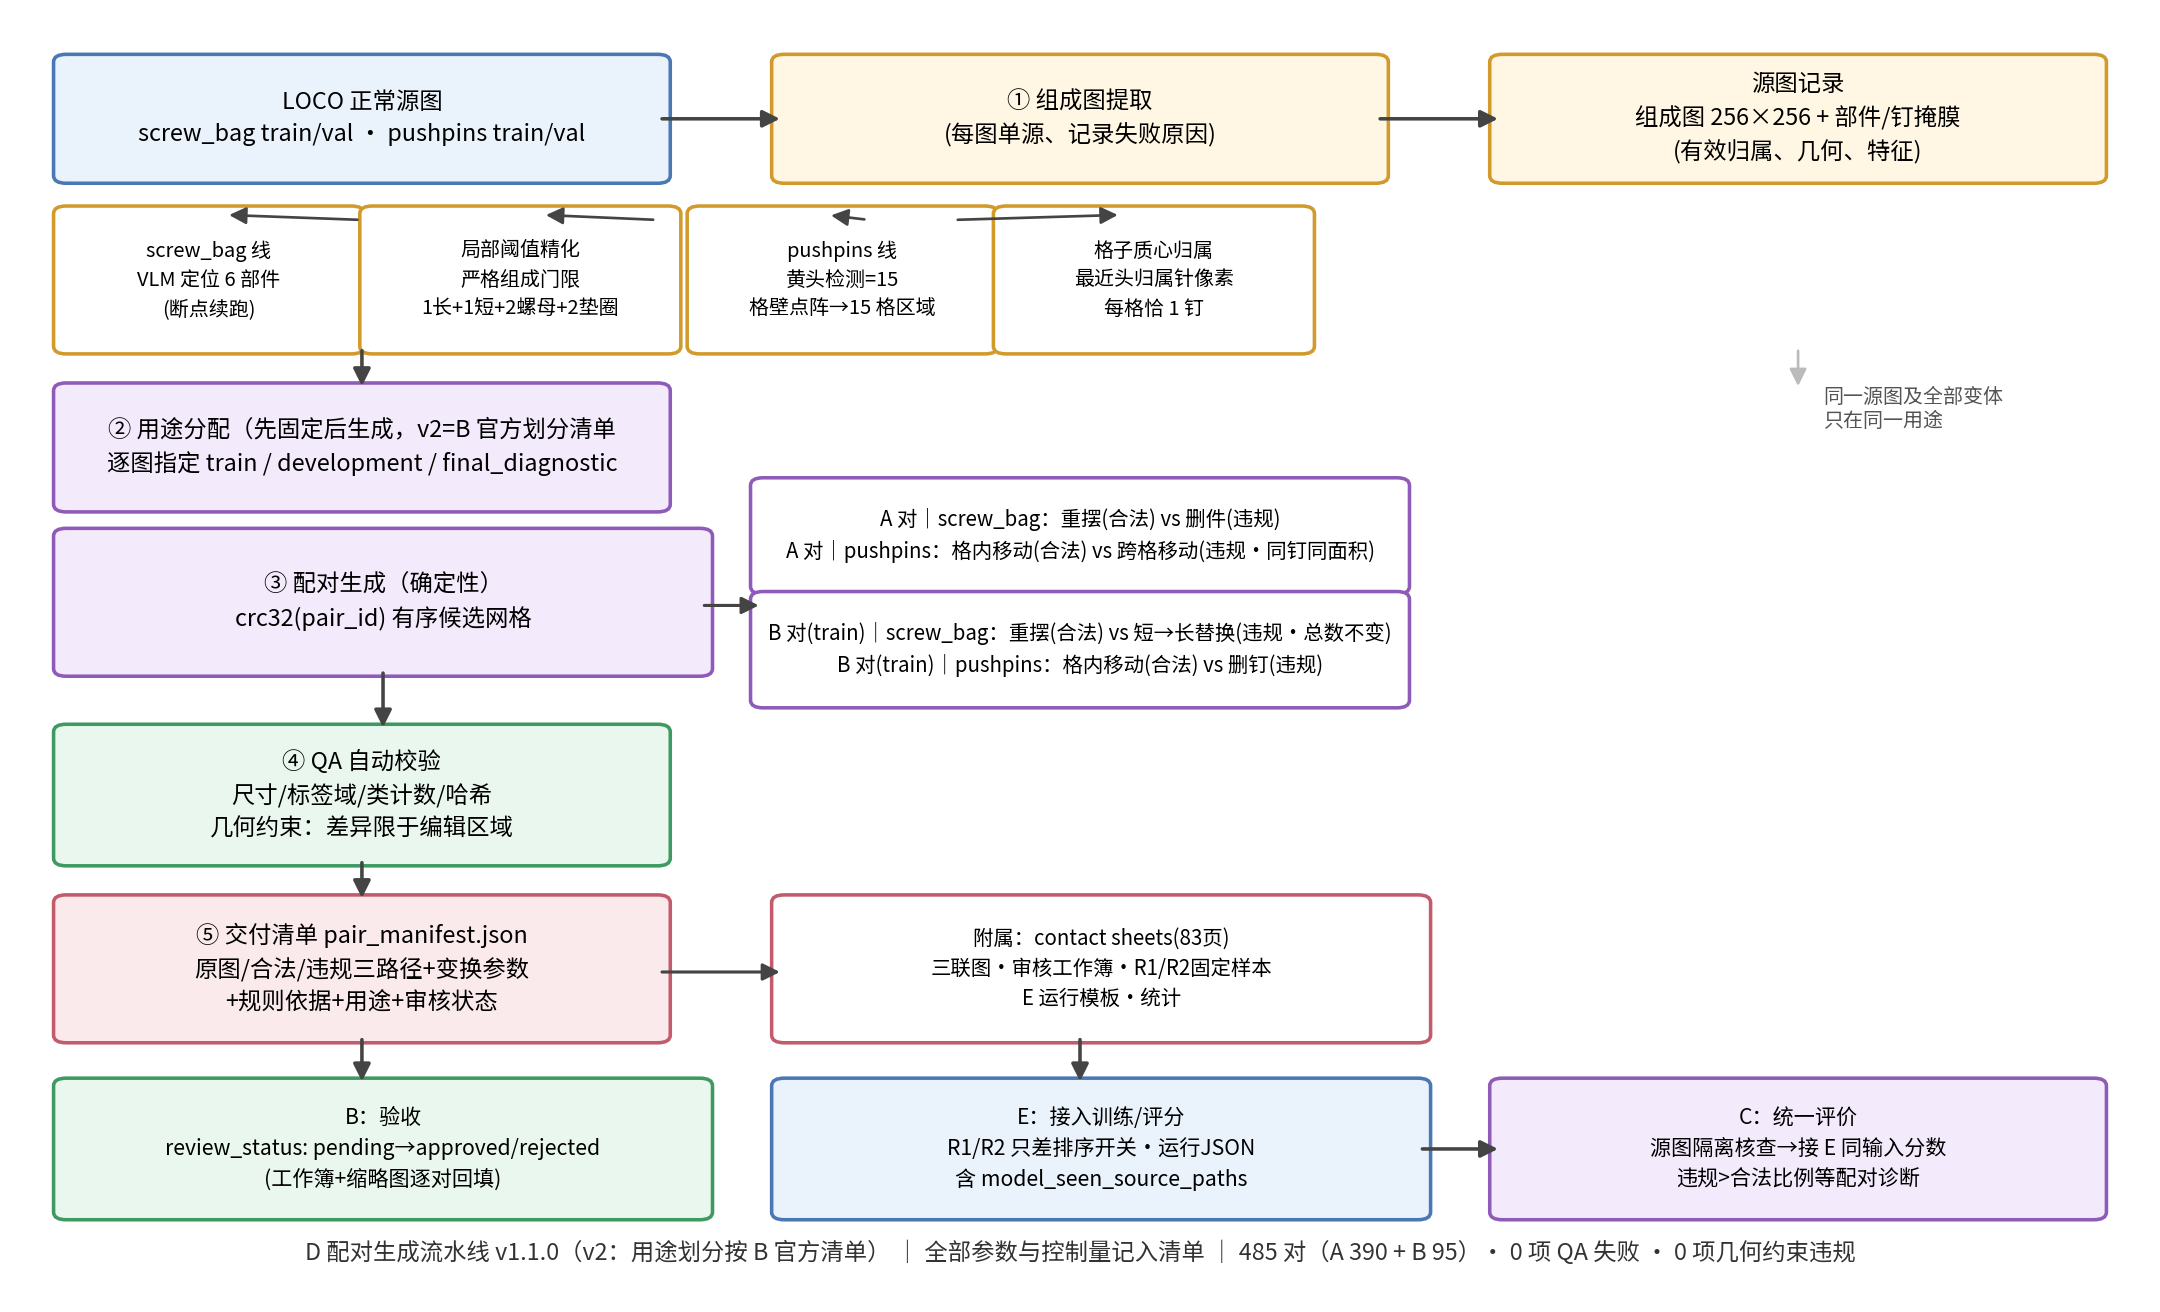 LOCO 正常源图
screw_bag train/val · pushpins train/val
① 组成图提取
(每图单源、记录失败原因)
源图记录
组成图 256×256 + 部件/钉掩膜
(有效归属、几何、特征)
screw_bag 线
VLM 定位 6 部件
(断点续跑)
局部阈值精化
严格组成门限
1长+1短+2螺母+2垫圈
pushpins 线
黄头检测=15
格壁点阵→15 格区域
格子质心归属
最近头归属针像素
每格恰 1 钉
同一源图及全部变体
只在同一用途
② 用途分配（先固定后生成，v2=B 官方划分清单
逐图指定 train / development / final_diagnostic
③ 配对生成（确定性）
crc32(pair_id) 有序候选网格
A 对｜screw_bag：重摆(合法) vs 删件(违规)
A 对｜pushpins：格内移动(合法) vs 跨格移动(违规·同钉同面积)
B 对(train)｜screw_bag：重摆(合法) vs 短→长替换(违规·总数不变)
B 对(train)｜pushpins：格内移动(合法) vs 删钉(违规)
④ QA 自动校验
尺寸/标签域/类计数/哈希
几何约束：差异限于编辑区域
⑤ 交付清单 pair_manifest.json
原图/合法/违规三路径+变换参数
+规则依据+用途+审核状态
附属：contact sheets(83页)
三联图·审核工作簿·R1/R2固定样本
E 运行模板·统计
B：验收
review_status: pending→approved/rejected
(工作簿+缩略图逐对回填)
E：接入训练/评分
R1/R2 只差排序开关·运行JSON
含 model_seen_source_paths
C：统一评价
源图隔离核查→接 E 同输入分数
违规>合法比例等配对诊断
D 配对生成流水线 v1.1.0（v2：用途划分按 B 官方清单） ｜ 全部参数与控制量记入清单 ｜ 485 对（A 390 + B 95）· 0 项 QA 失败 · 0 项几何约束违规